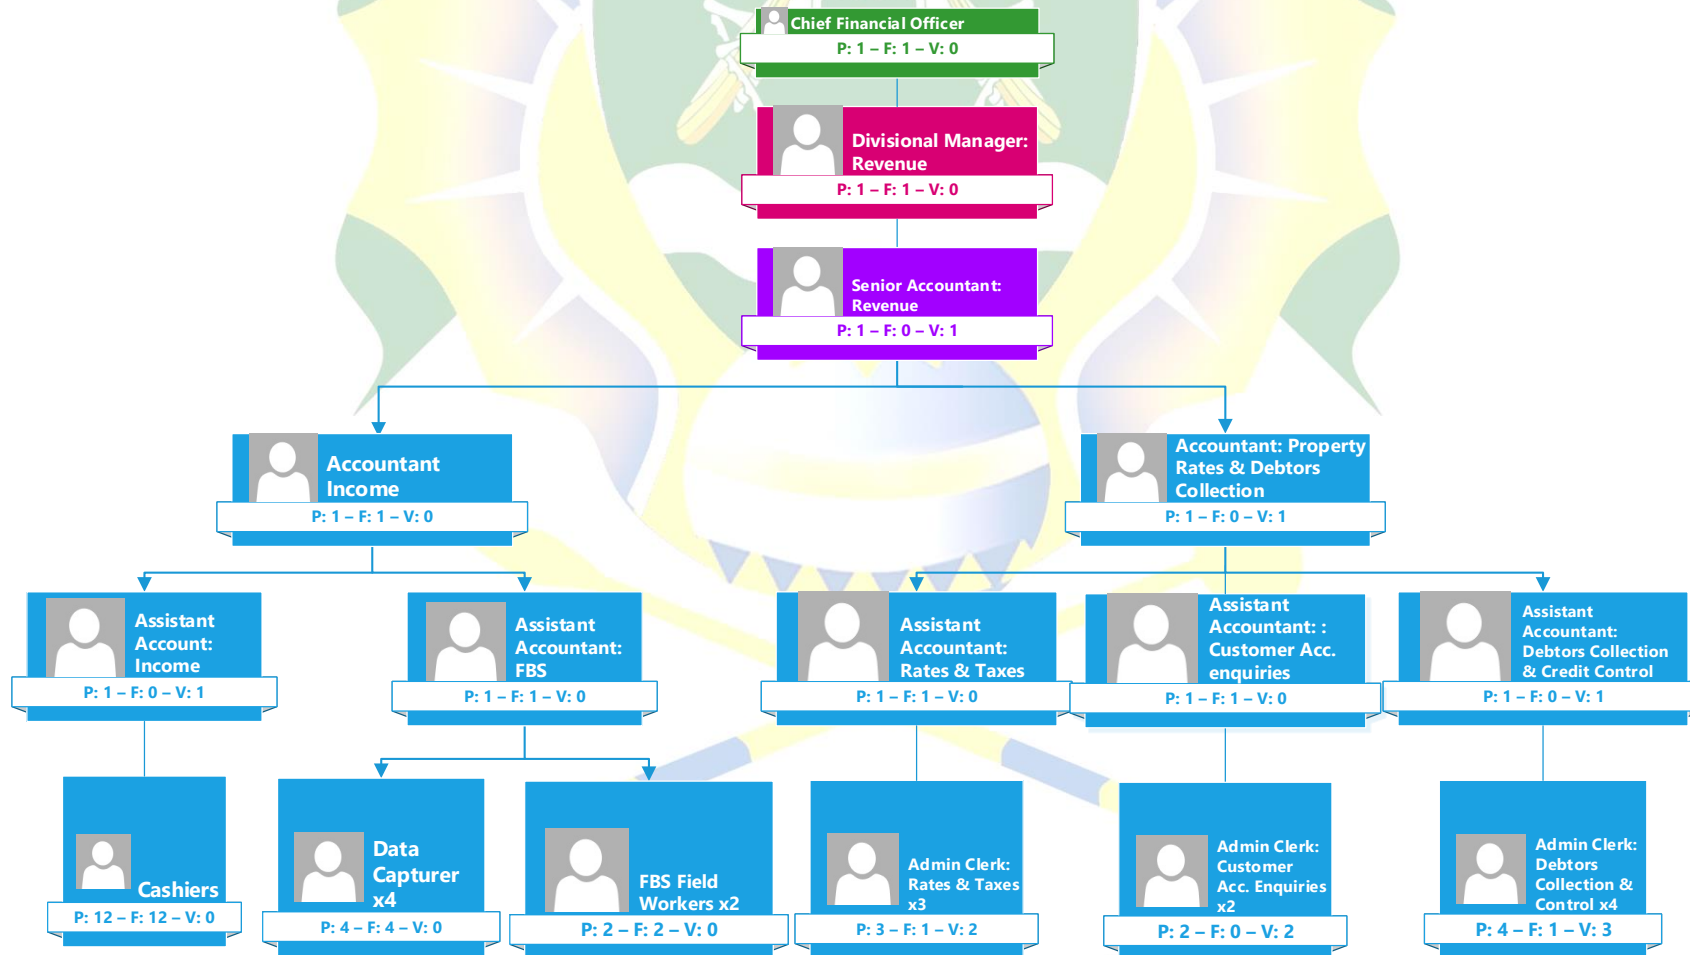 Chief Financial Officer
P: 1 – F: 1 – V: 0
Divisional Manager:
Revenue
P: 1 – F: 1 – V: 0
Senior Accountant:
Revenue
P: 1 – F: 0 – V: 1
Accountant
Income
P: 1 – F: 1 – V: 0
Accountant: Property
Rates & Debtors
Collection
P: 1 – F: 0 – V: 1
Assistant
Account:
Income
P: 1 – F: 0 – V: 1
Assistant
Accountant:
FBS
P: 1 – F: 1 – V: 0
Assistant
Accountant:
Rates & Taxes
P: 1 – F: 1 – V: 0
Assistant
Accountant: :
Customer Acc.
enquiries
P: 1 – F: 1 – V: 0
Assistant
Accountant:
Debtors Collection
& Credit Control
P: 1 – F: 0 – V: 1
Cashiers
P: 12 – F: 12 – V: 0
Data
Capturer
x4
P: 4 – F: 4 – V: 0
FBS Field
Workers x2
P: 2 – F: 2 – V: 0
Admin Clerk:
Rates & Taxes
x3
P: 3 – F: 1 – V: 2
Admin Clerk:
Customer
Acc. Enquiries
x2
P: 2 – F: 0 – V: 2
Admin Clerk:
Debtors
Collection &
Control x4
P: 4 – F: 1 – V: 3